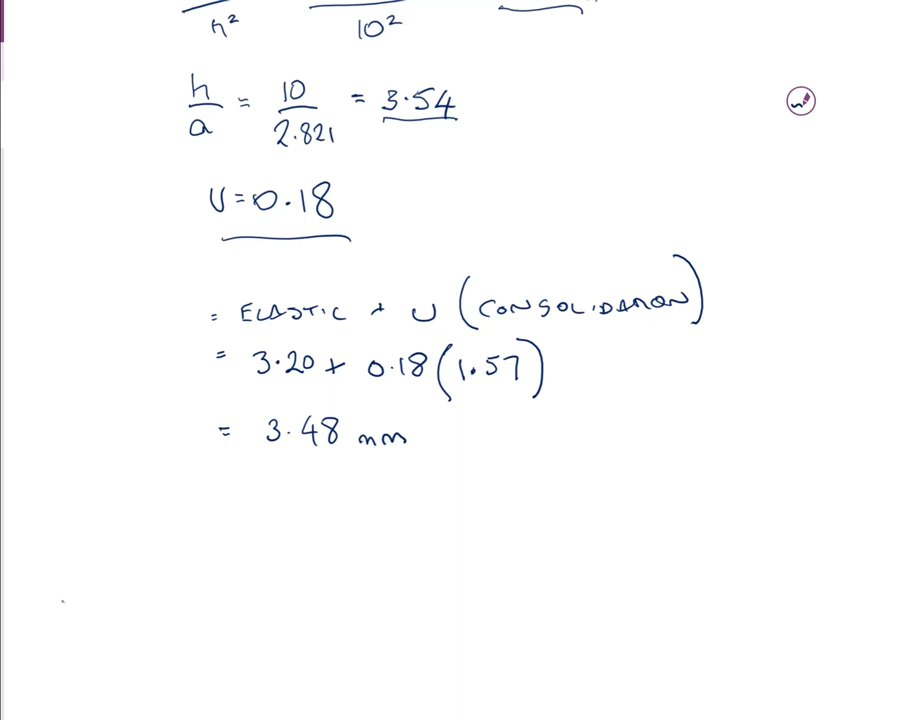 h² 10²
h/a = 10/2.821 = 3.54
U = 0.18
= ELASTIC + U (CONSOLIDATION)
= 3.20 + 0.18 (1.57)
= 3.48 mm